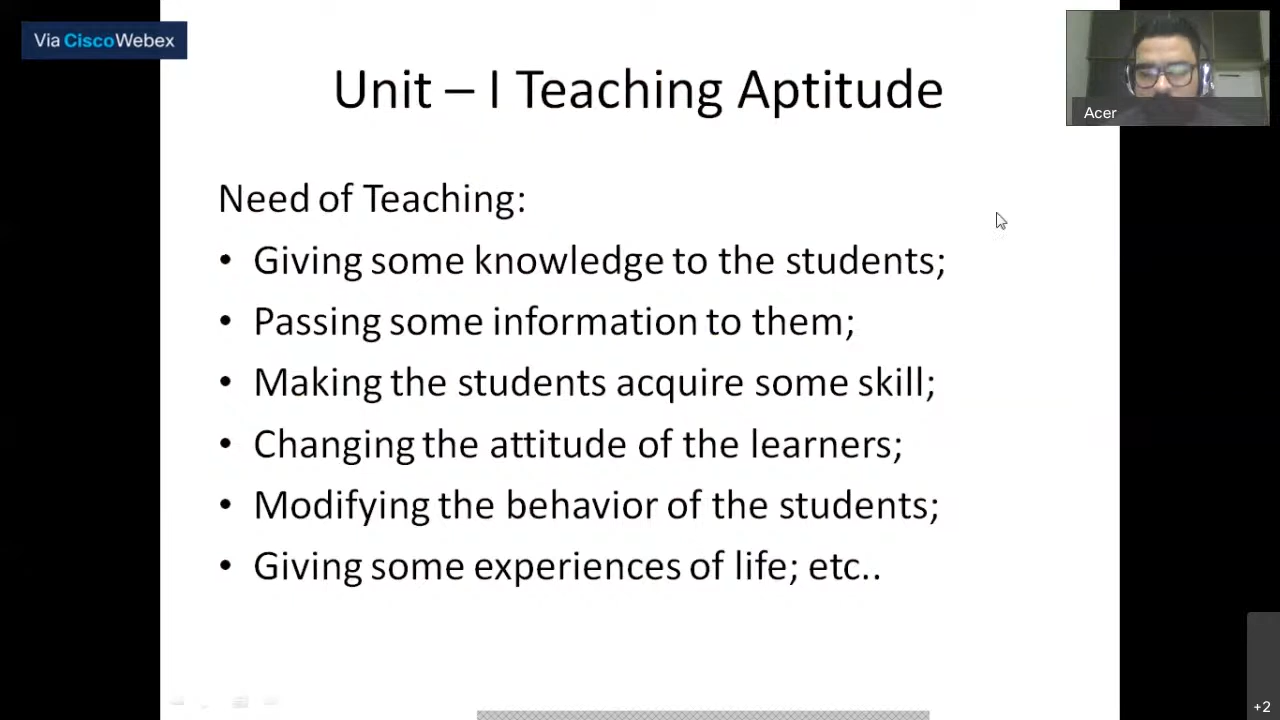 Via CiscoWebex
Unit – I Teaching Aptitude
Acer
Need of Teaching:
• Giving some knowledge to the students;
• Passing some information to them;
• Making the students acquire some skill;
• Changing the attitude of the learners;
• Modifying the behavior of the students;
• Giving some experiences of life; etc..
+2